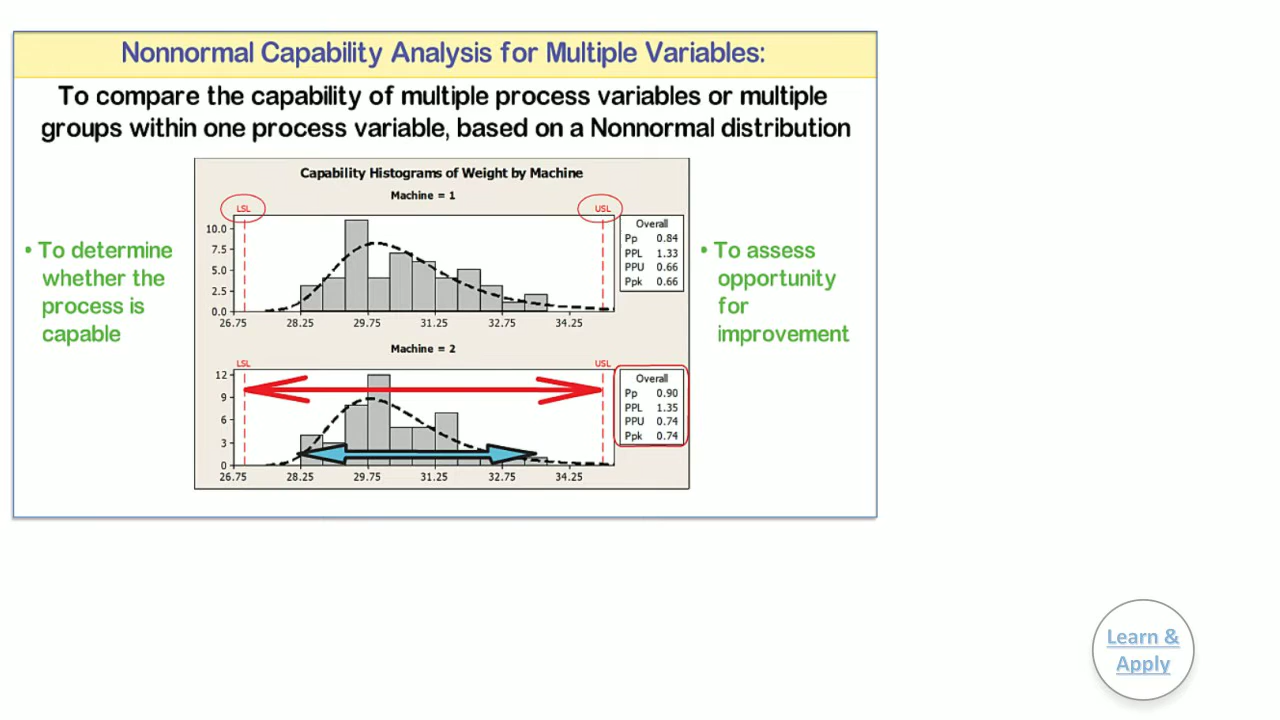 Nonnormal Capability Analysis for Multiple Variables:
To compare the capability of multiple process variables or multiple
groups within one process variable, based on a Nonnormal distribution
• To determine
whether the
process is
capable
Capability Histograms of Weight by Machine
Machine = 1
LSL
USL
10.0
7.5
5.0
2.5
0.0
26.75 28.25 29.75 31.25 32.75 34.25
Overall
Pp 0.84
PPL 1.33
PPU 0.66
Ppk 0.66
Machine = 2
LSL
USL
12
9
6
3
0
26.75 28.25 29.75 31.25 32.75 34.25
Overall
Pp 0.90
PPL 1.35
PPU 0.74
Ppk 0.74
• To assess
opportunity
for
improvement
Learn &
Apply